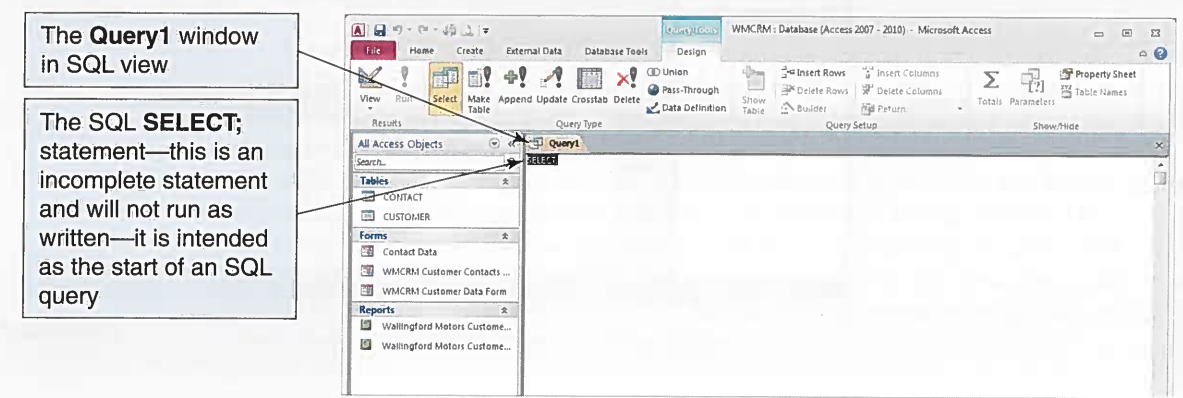 The Query1 window
in SQL view
The SQL SELECT;
statement—this is an
incomplete statement
and will not run as
written—it is intended
as the start of an SQL
query
Query Tools WMCRM : Database (Access 2007 - 2010) - Microsoft Access
File Home Create External Data Database Tools Design
View Run Select Make Table Append Update Crosstab Delete
Union
Pass-Through
Data Definition
Show Table
Insert Rows
Delete Rows
Builder
Insert Columns
Delete Columns
Return:
Totals Parameters
Property Sheet
Table Names
Results Query Type Query Setup Show/Hide
All Access Objects
Search...
Tables
CONTACT
CUSTOMER
Forms
Contact Data
WMCRM Customer Contacts ...
WMCRM Customer Data Form
Reports
Wallingford Motors Custome...
Wallingford Motors Custome...
Query1
SELECT;